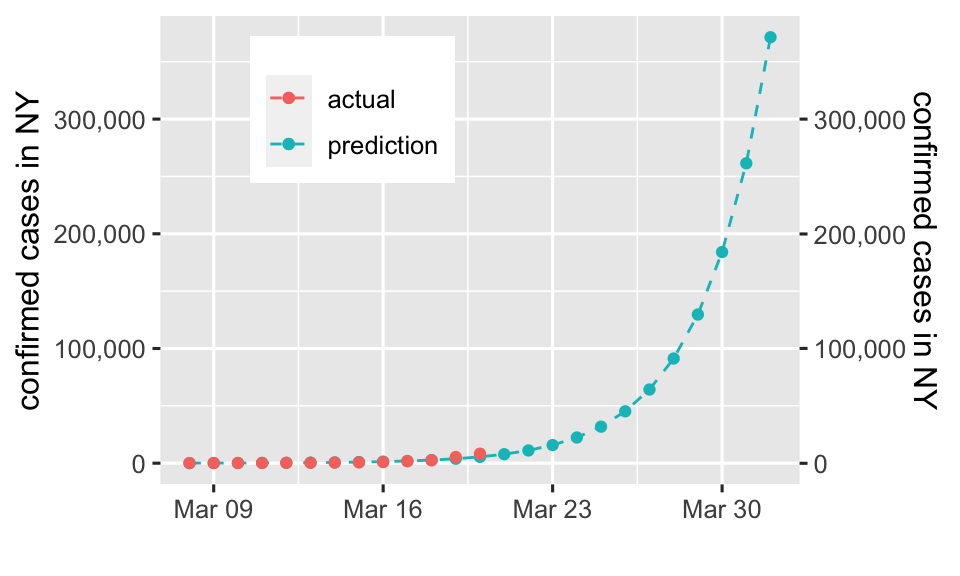 actual
prediction
confirmed cases in NY
300,000
200,000
100,000
0
300,000
200,000
100,000
0
confirmed cases in NY
Mar 09
Mar 16
Mar 23
Mar 30